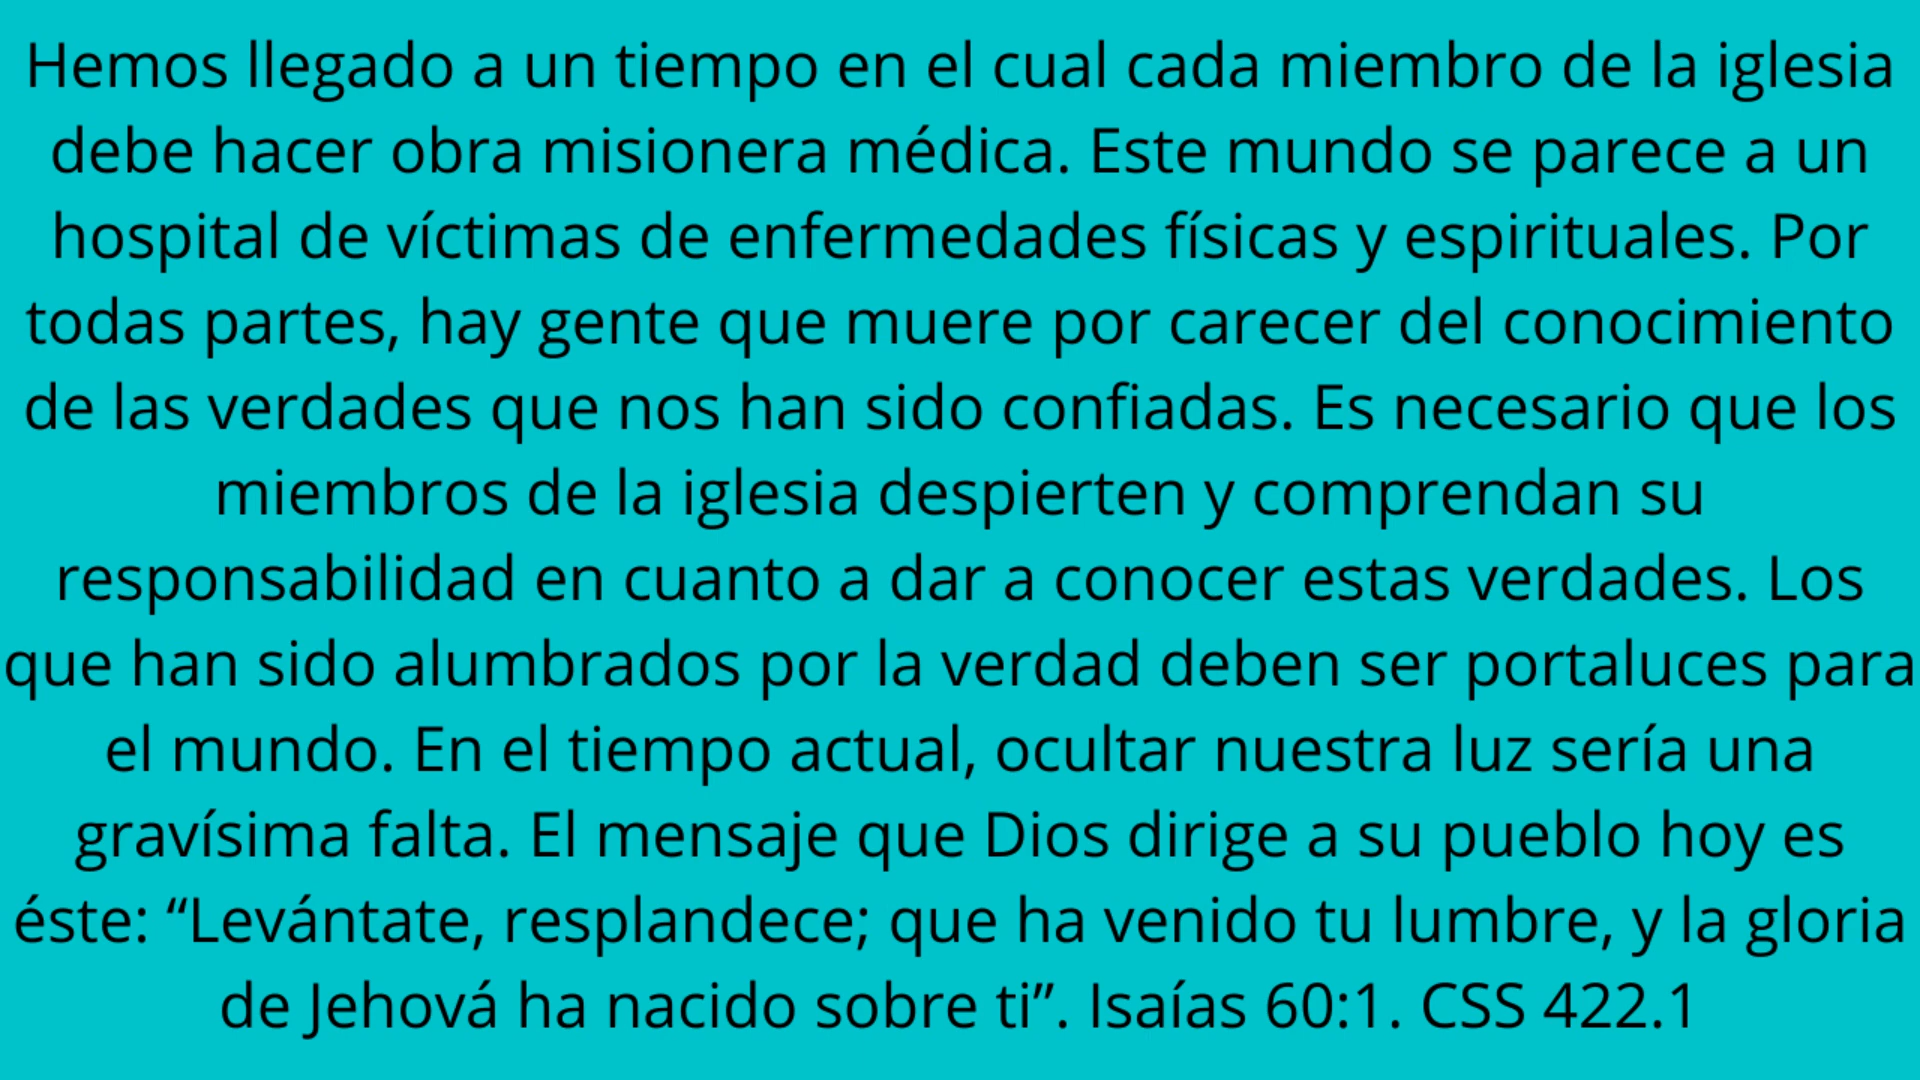 Hemos llegado a un tiempo en el cual cada miembro de la iglesia
debe hacer obra misionera médica. Este mundo se parece a un
hospital de víctimas de enfermedades físicas y espirituales. Por
todas partes, hay gente que muere por carecer del conocimiento
de las verdades que nos han sido confiadas. Es necesario que los
miembros de la iglesia despierten y comprendan su
responsabilidad en cuanto a dar a conocer estas verdades. Los
que han sido alumbrados por la verdad deben ser portaluces para
el mundo. En el tiempo actual, ocultar nuestra luz sería una
gravísima falta. El mensaje que Dios dirige a su pueblo hoy es
éste: “Levántate, resplandece; que ha venido tu lumbre, y la gloria
de Jehová ha nacido sobre ti”. Isaías 60:1. CSS 422.1